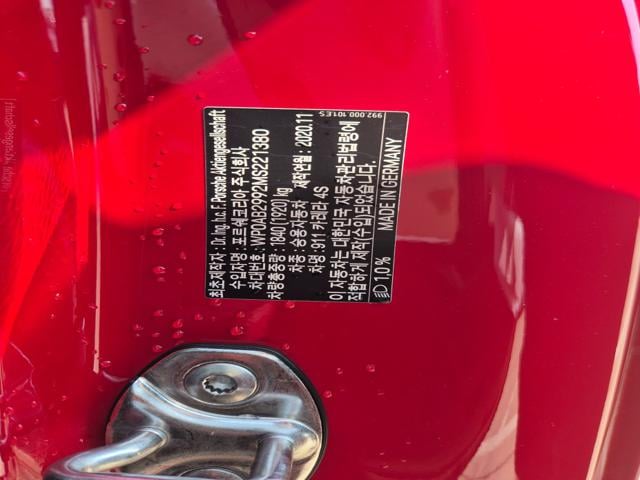 최초제작자 : Dr. Ing. h.c. F. Porsche Aktiengesellschaft
수입자명 : 포르쉐코리아 주식회사
차대번호 : WP0AB2992MS221380
차량총중량 : 1840 (1920) kg
차종 : 승용자동차 제작연월 : 2020.11
차명 : 911 카레라 4S
이 자동차는 대한민국 자동차관리법령에
적합하게 제작(수입)되었습니다.
1,0 % MADE IN GERMANY
992.000.101.ES